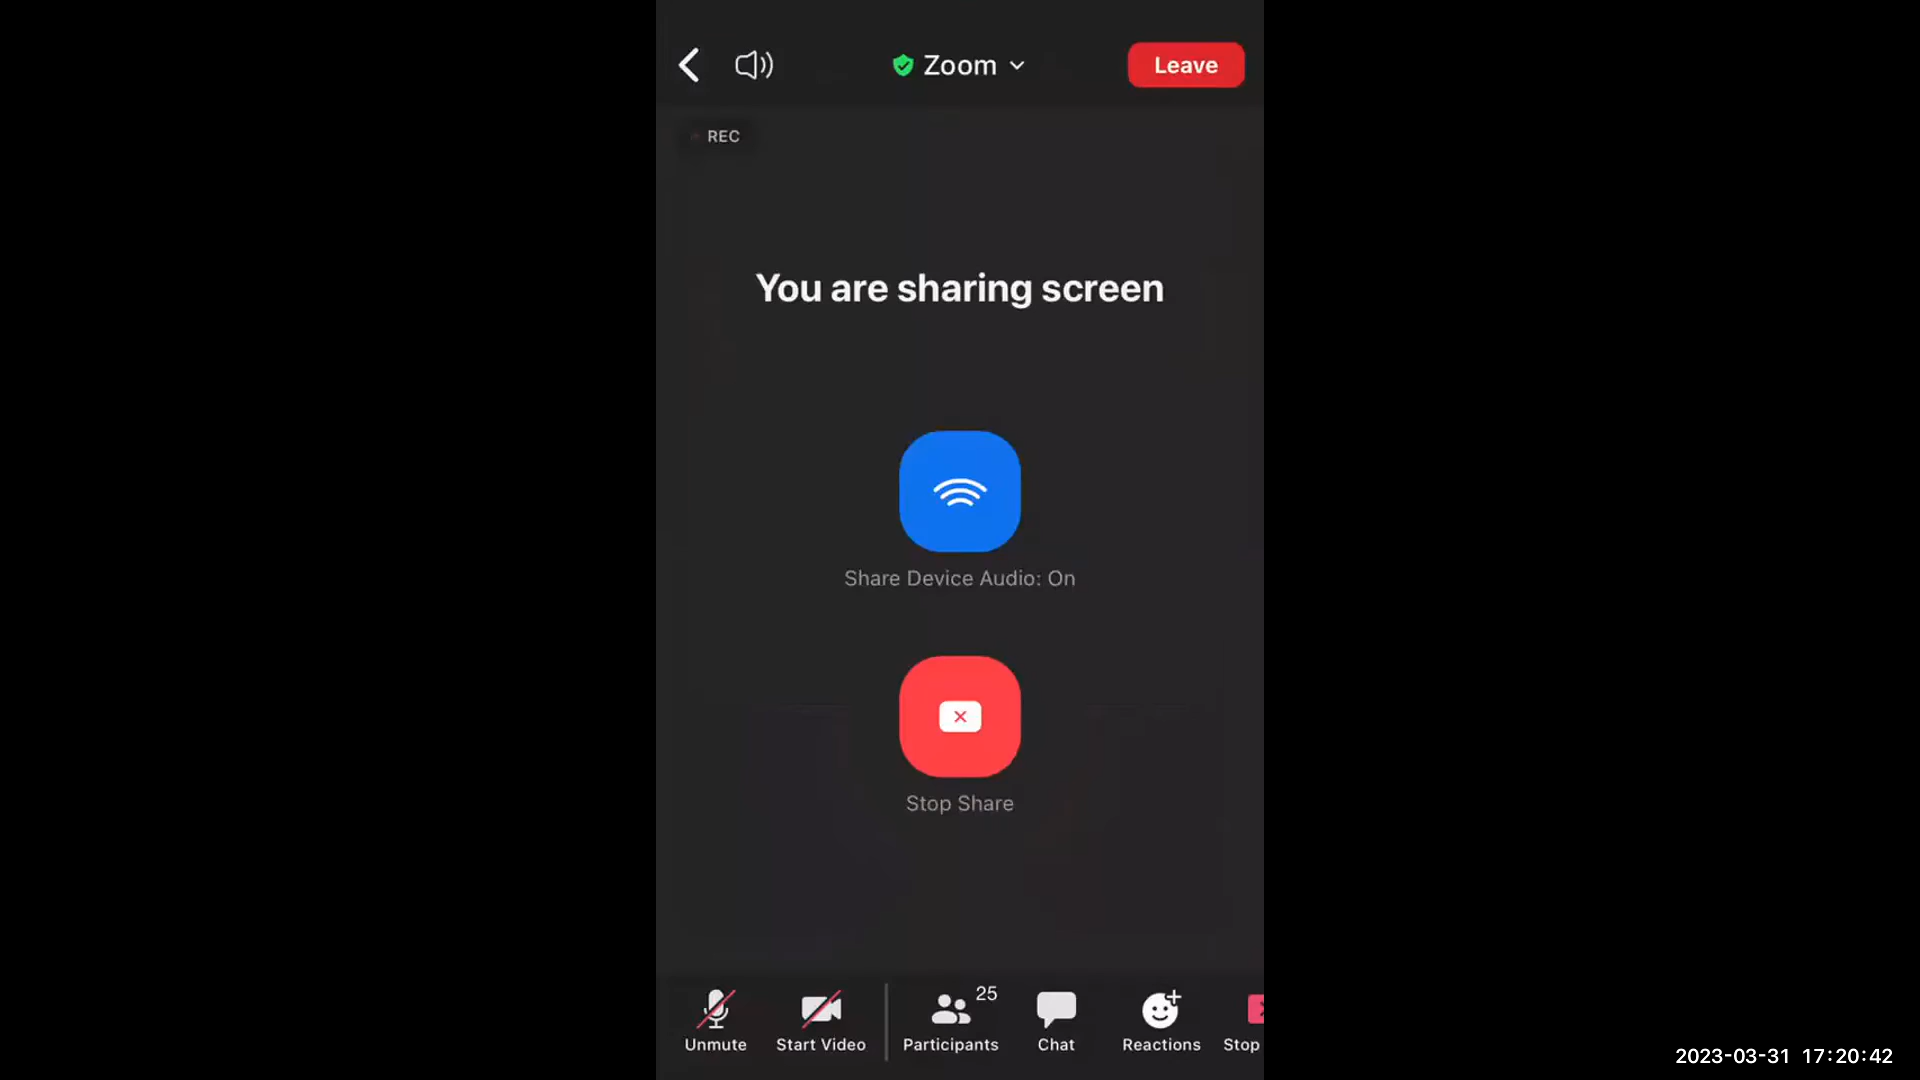 Zoom
Leave
REC
You are sharing screen
Share Device Audio: On
Stop Share
25
Unmute
Start Video
Participants
Chat
Reactions
Stop
2023-03-31 17:20:42